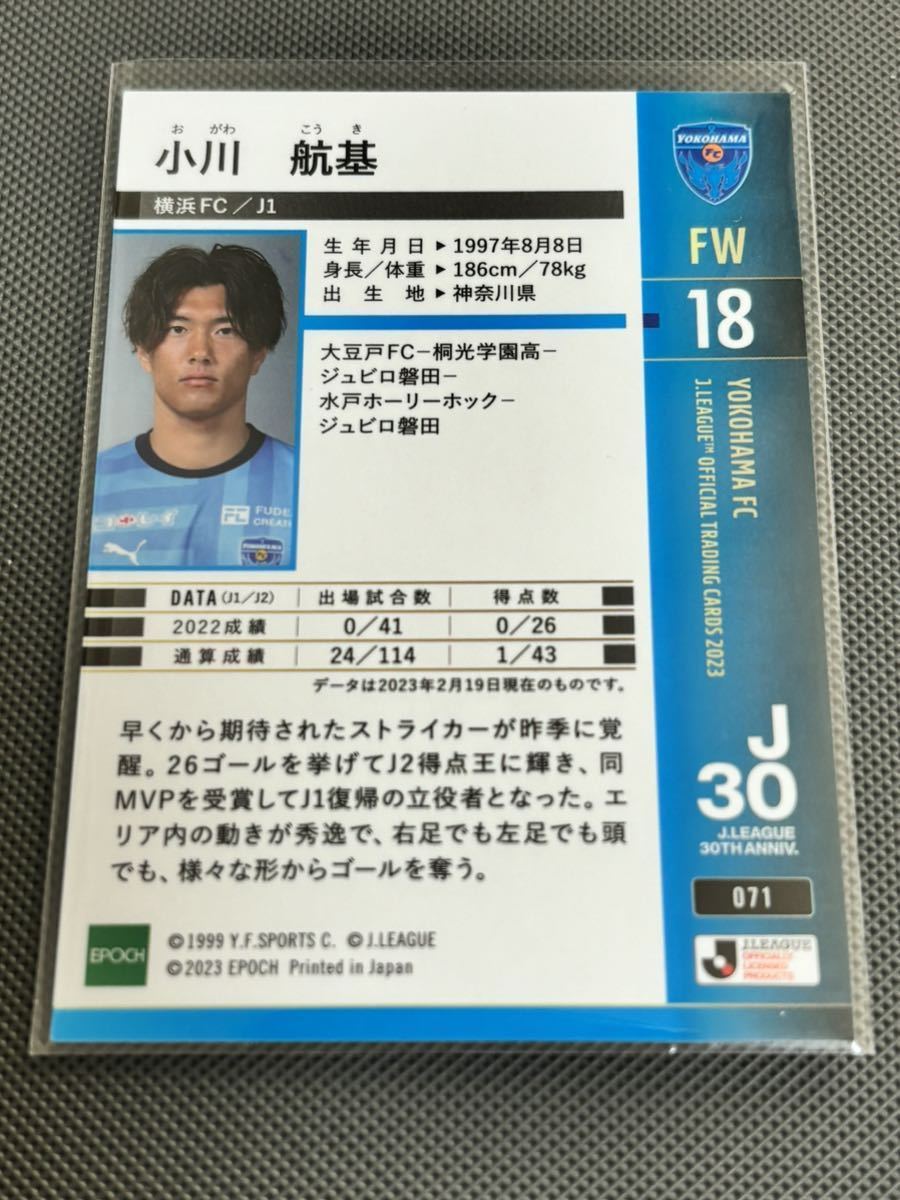 お がわ こう き
小川 航基
横浜FC／J1
生年月日▶1997年8月8日
身長／体重▶186cm／78kg
出生地▶神奈川県
大豆戸FC−桐光学園高−
ジュビロ磐田−
水戸ホーリーホック−
ジュビロ磐田
FUDE
CREATI
YOKOHAMA
FC
DATA(J1／J2) 出場試合数 得点数
2022成績 0／41 0／26
通算成績 24／114 1／43
データは2023年2月19日現在のものです。
早くから期待されたストライカーが昨季に覚
醒。26ゴールを挙げてJ2得点王に輝き、同
MVPを受賞してJ1復帰の立役者となった。エ
リア内の動きが秀逸で、右足でも左足でも頭
でも、様々な形からゴールを奪う。
EPOCH
©1999 Y.F.SPORTS C. ©J.LEAGUE
©2023 EPOCH Printed in Japan
YOKOHAMA
FC
FW
18
YOKOHAMA FC
J.LEAGUE™ OFFICIAL TRADING CARDS 2023
J
30
J.LEAGUE
30TH ANNIV.
071
J.LEAGUE
OFFICIALLY
LICENSED
PRODUCTS